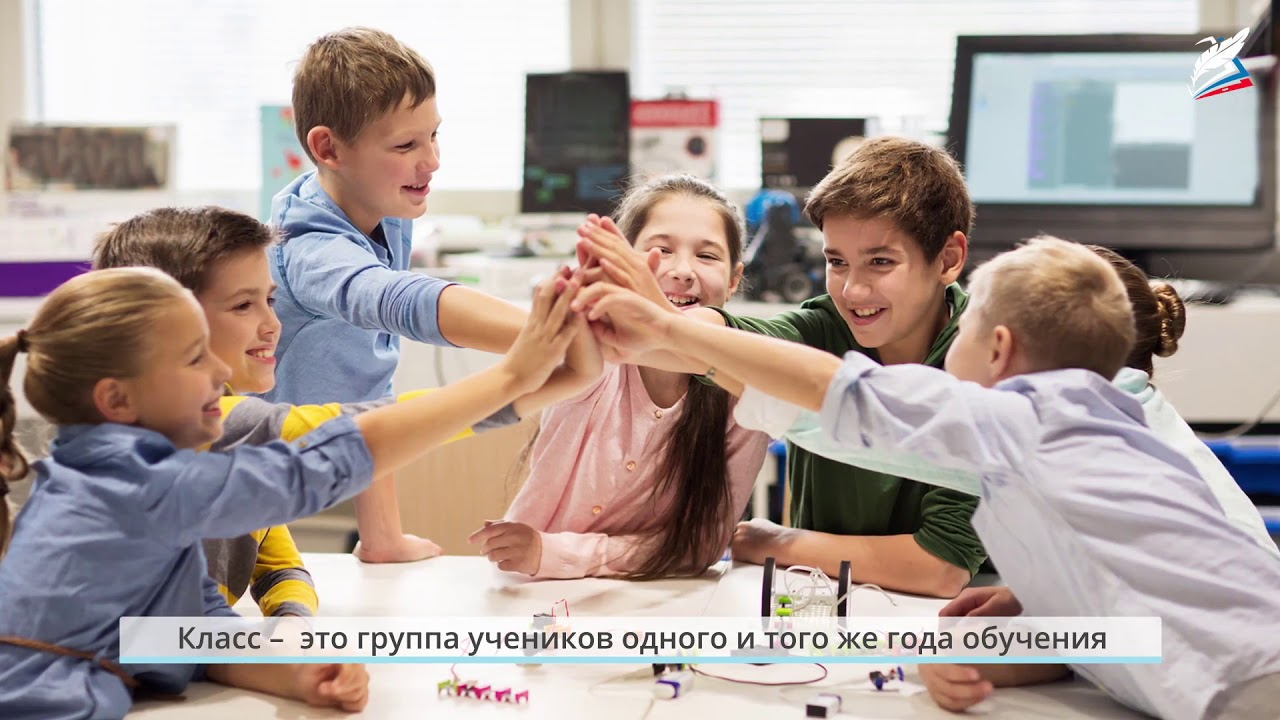 Класс – это группа учеников одного и того же года обучения